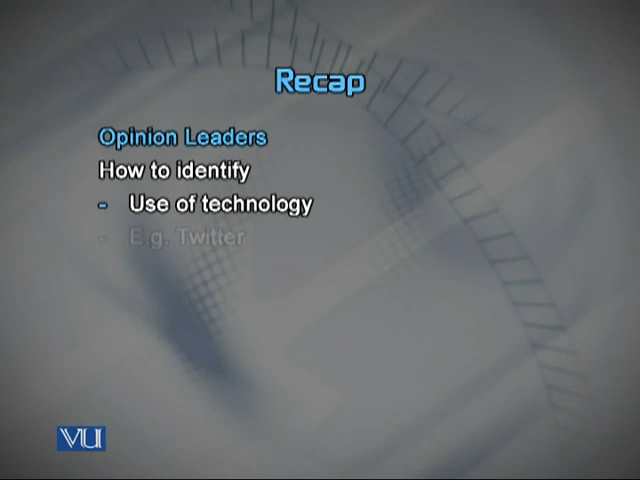 Recap
Opinion Leaders
How to identify
- Use of technology
- E.g. Twitter
VU